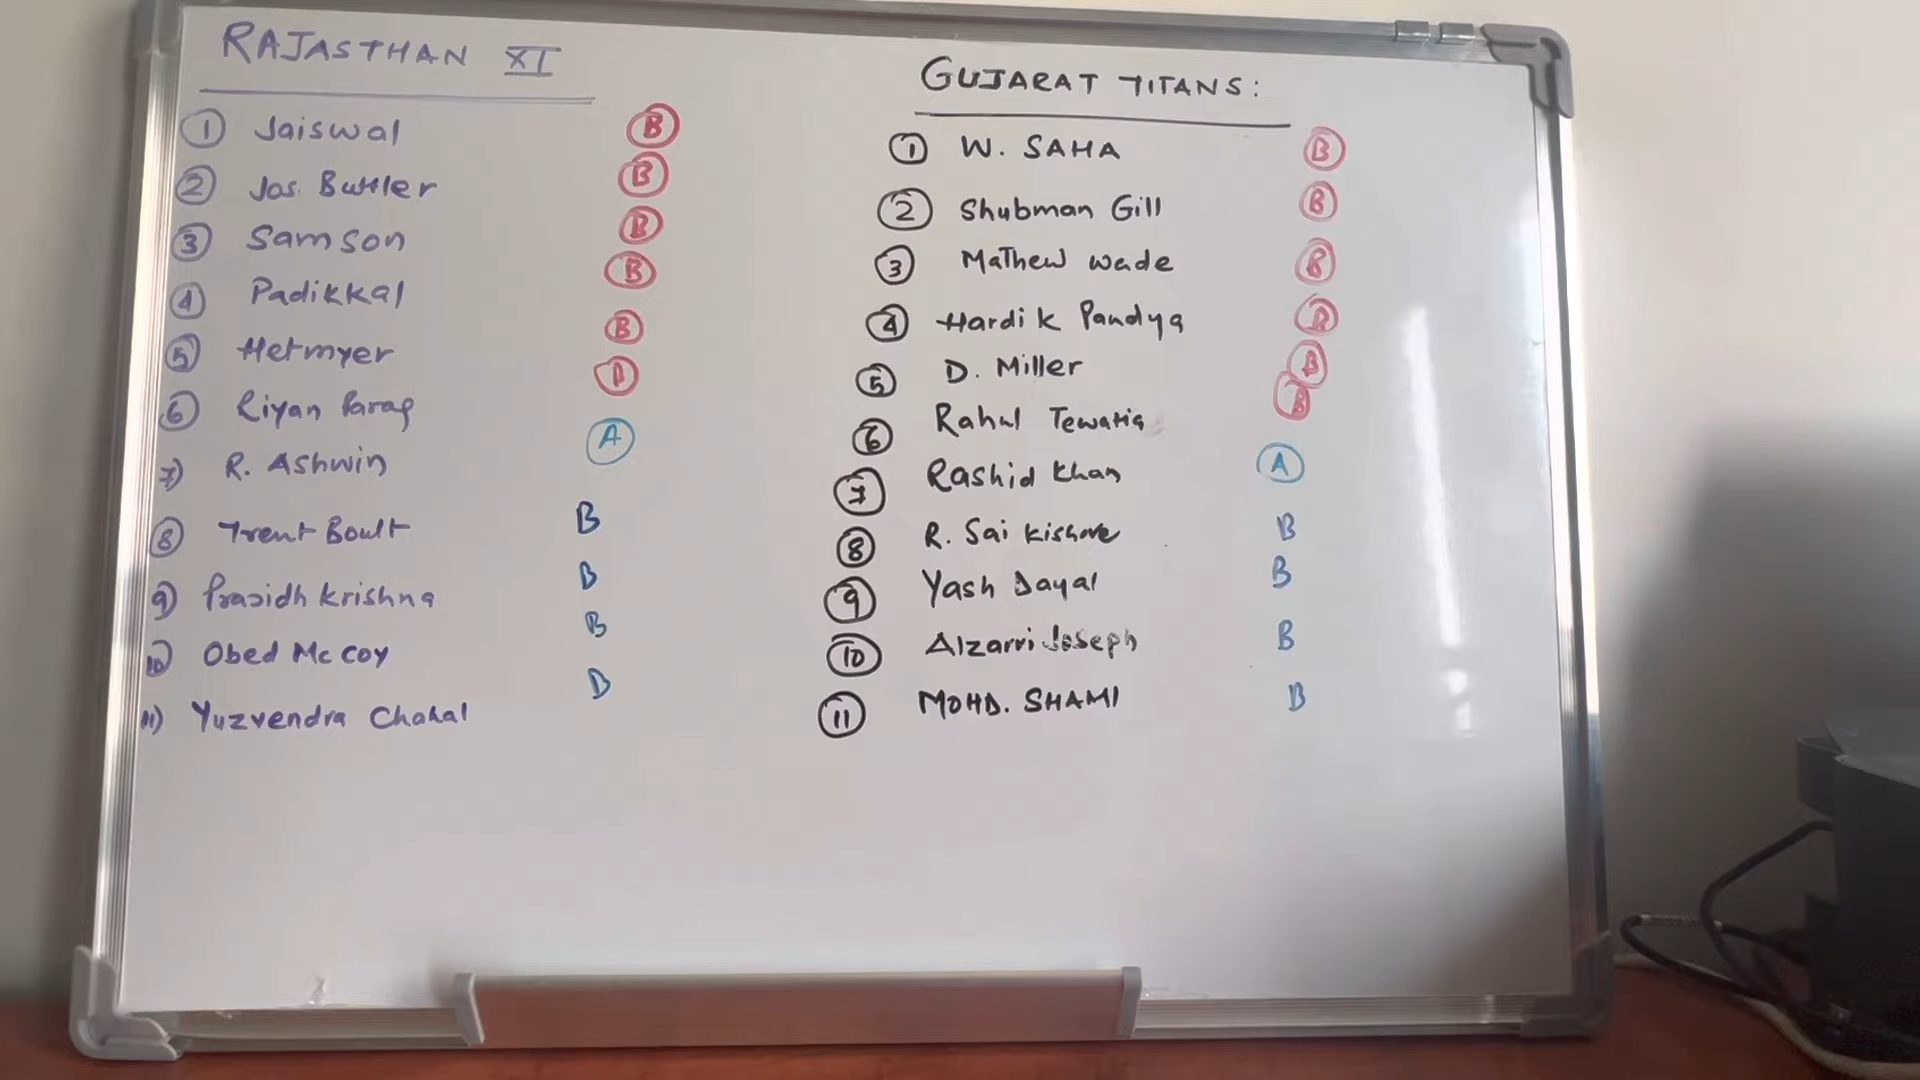 RAJASTHAN XI
1 Jaiswal B
2 Jos. Buttler B
3 Samson B
4 Padikkal B
5 Hetmyer B
6 Riyan Parag B
7) R. Ashwin A
8 Trent Boult B
9) Prasidh Krishna B
10) Obed McCoy B
11) Yuzvendra Chahal B
GUJARAT TITANS:
1 W. SAHA B
2 Shubman Gill B
3 Mathew Wade B
4 Hardik Pandya B
5 D. Miller B
6 Rahul Tewatia B
7 Rashid Khan A
8 R. Sai Kishore B
9 Yash Dayal B
10 Alzarri Joseph B
11 MOHD. SHAMI B